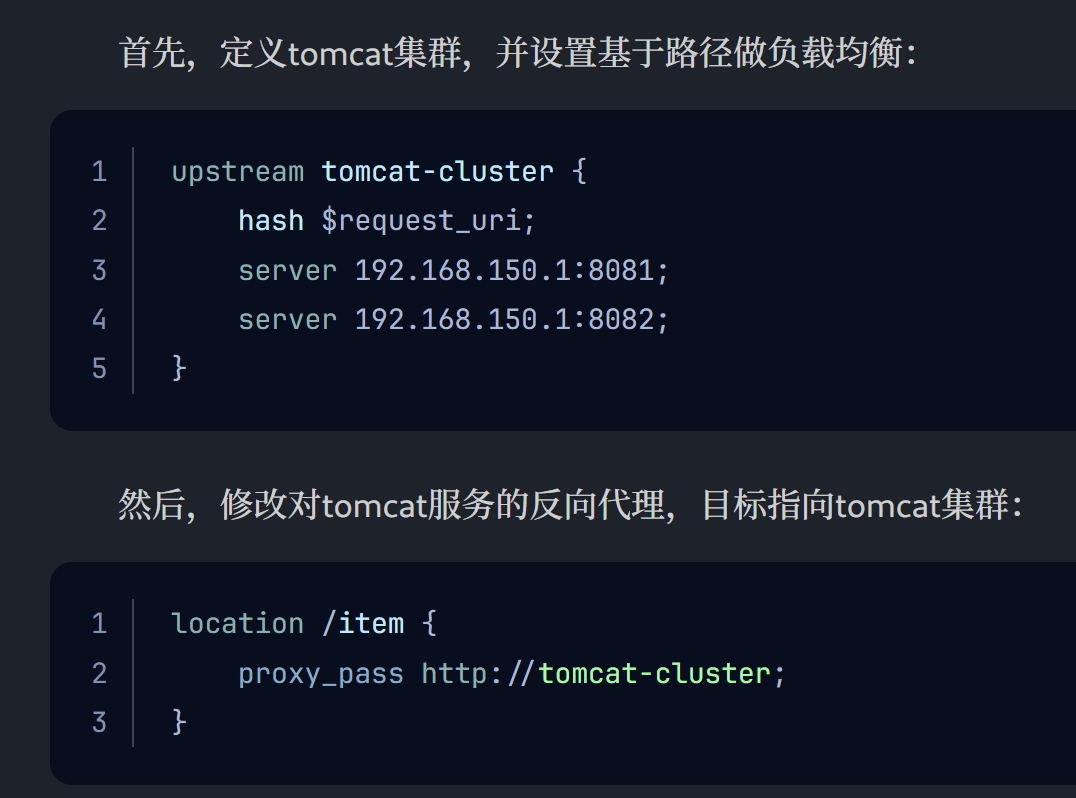 首先，定义tomcat集群，并设置基于路径做负载均衡：
1 upstream tomcat-cluster {
2     hash $request_uri;
3     server 192.168.150.1:8081;
4     server 192.168.150.1:8082;
5 }
然后，修改对tomcat服务的反向代理，目标指向tomcat集群：
1 location /item {
2     proxy_pass http://tomcat-cluster;
3 }